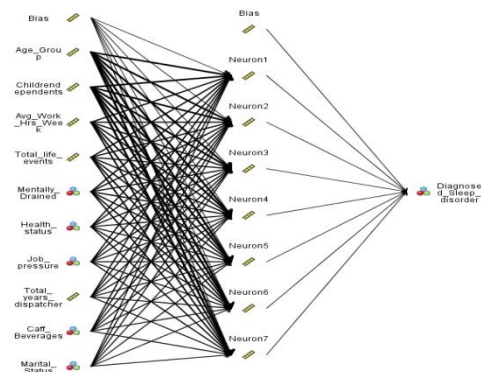 Bias
Age_Grou
p
Childrend
ependents
Avg_Work
_Hrs_Wee
k
Total_life_
events
Mentally_
Drained
Health_
status
Job_
pressure
Total_
years_
dispatcher
Caff_
Beverages
Marital_
Status
Bias
Neuron1
Neuron2
Neuron3
Neuron4
Neuron5
Neuron6
Neuron7
Diagnose
d_Sleep_
disorder